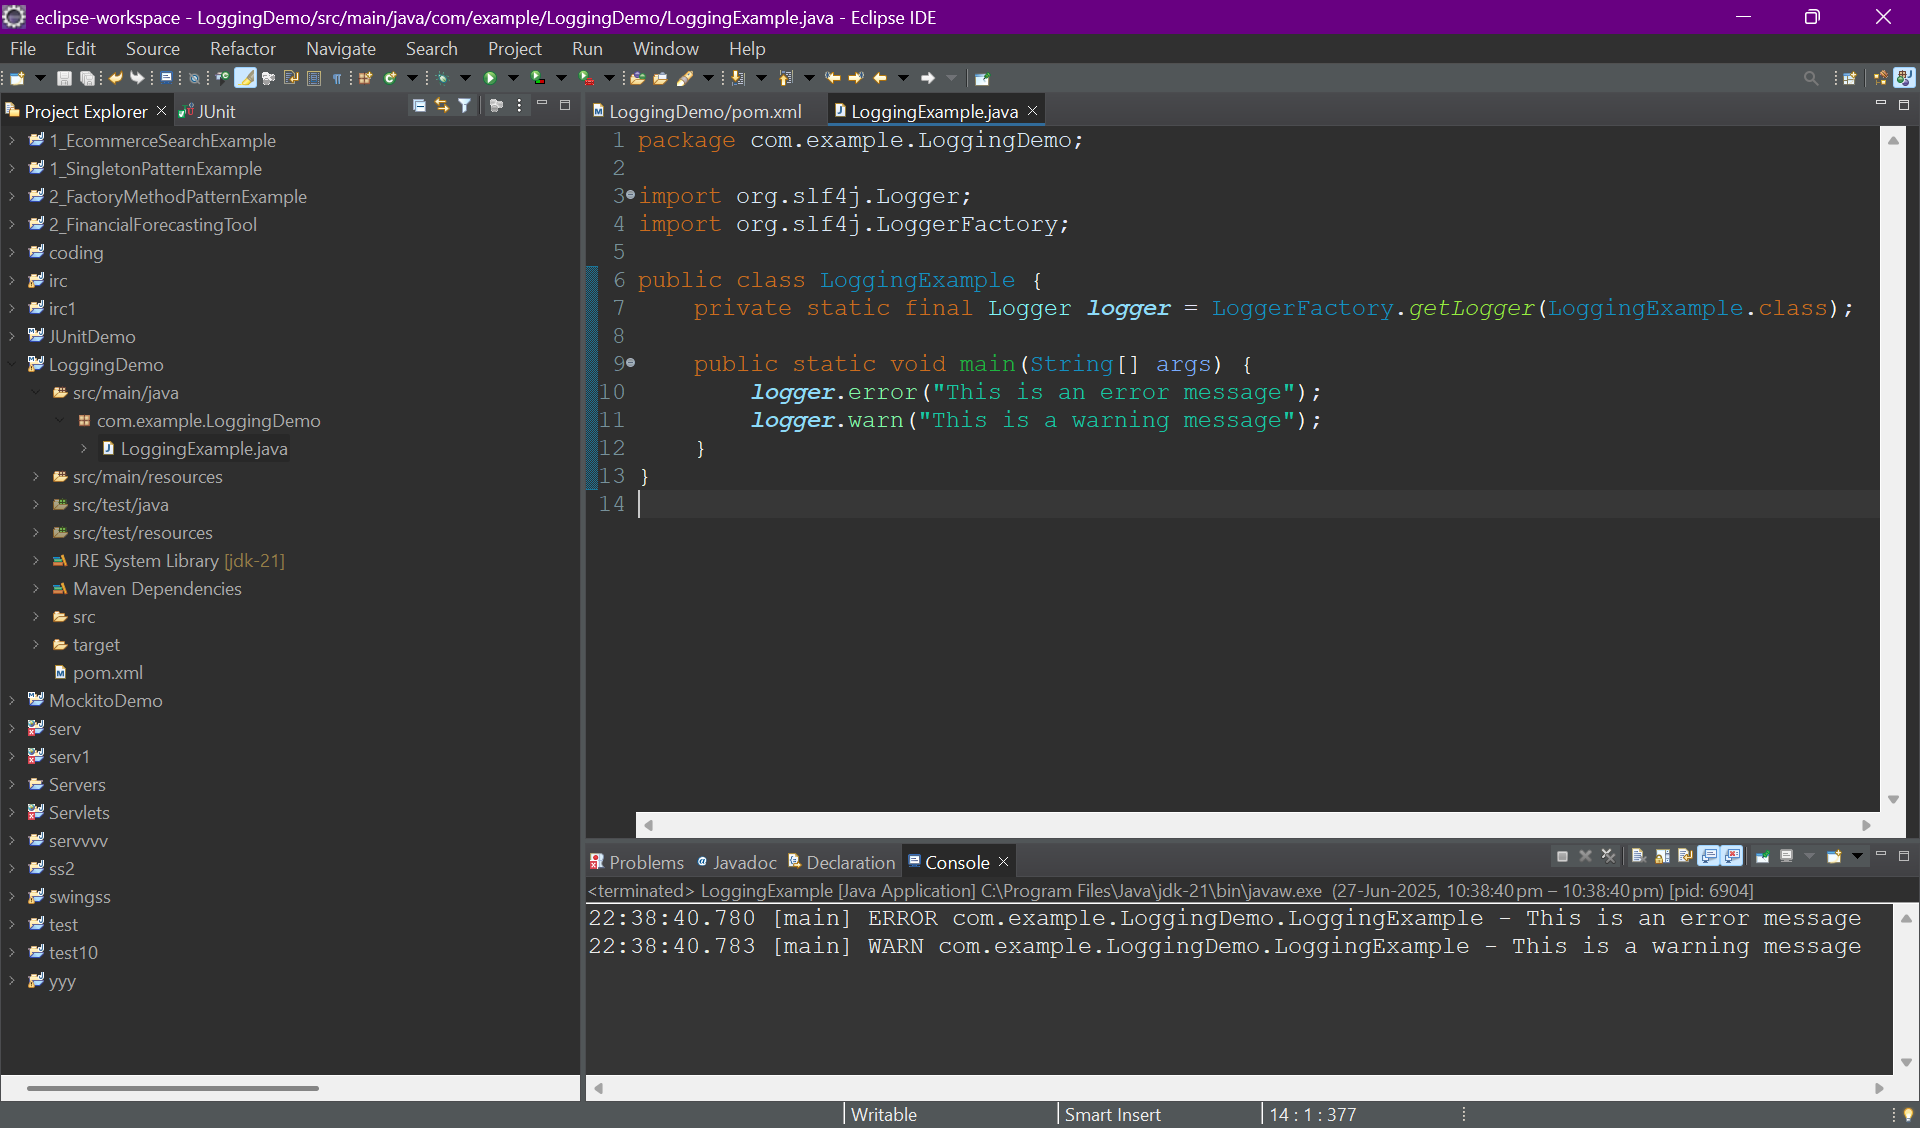 eclipse-workspace - LoggingDemo/src/main/java/com/example/LoggingDemo/LoggingExample.java - Eclipse IDE
File Edit Source Refactor Navigate Search Project Run Window Help
Project Explorer JUnit
1_EcommerceSearchExample
1_SingletonPatternExample
2_FactoryMethodPatternExample
2_FinancialForecastingTool
coding
irc
irc1
JUnitDemo
LoggingDemo
src/main/java
com.example.LoggingDemo
LoggingExample.java
src/main/resources
src/test/java
src/test/resources
JRE System Library [jdk-21]
Maven Dependencies
src
target
pom.xml
MockitoDemo
serv
serv1
Servers
Servlets
servvvv
ss2
swingss
test
test10
yyy
LoggingDemo/pom.xml LoggingExample.java
1 package com.example.LoggingDemo;
2
3 import org.slf4j.Logger;
4 import org.slf4j.LoggerFactory;
5
6 public class LoggingExample {
7     private static final Logger logger = LoggerFactory.getLogger(LoggingExample.class);
8
9     public static void main(String[] args) {
10         logger.error("This is an error message");
11         logger.warn("This is a warning message");
12     }
13 }
14
Problems Javadoc Declaration Console
<terminated> LoggingExample [Java Application] C:\Program Files\Java\jdk-21\bin\javaw.exe (27-Jun-2025, 10:38:40 pm – 10:38:40 pm) [pid: 6904]
22:38:40.780 [main] ERROR com.example.LoggingDemo.LoggingExample - This is an error message
22:38:40.783 [main] WARN com.example.LoggingDemo.LoggingExample - This is a warning message
Writable Smart Insert 14 : 1 : 377